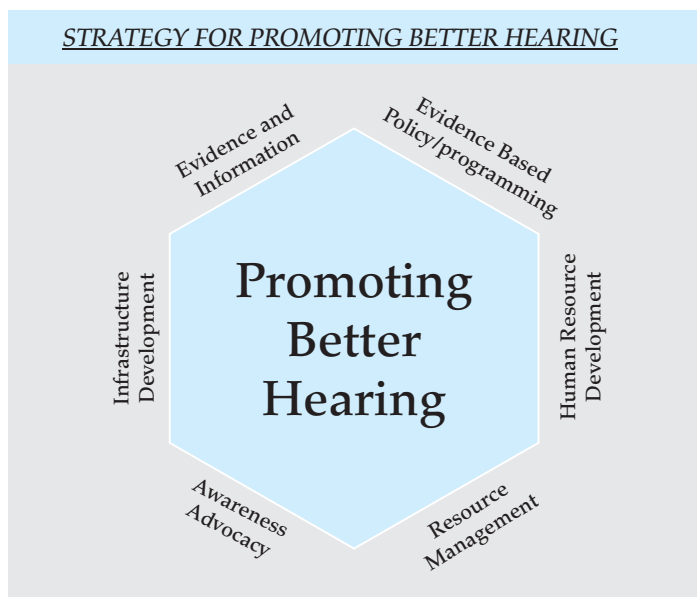 STRATEGY FOR PROMOTING BETTER HEARING
Evidence and
Information
Evidence Based
Policy/programming
Infrastructure
Development
Promoting
Better
Hearing
Human Resource
Development
Awareness
Advocacy
Resource
Management